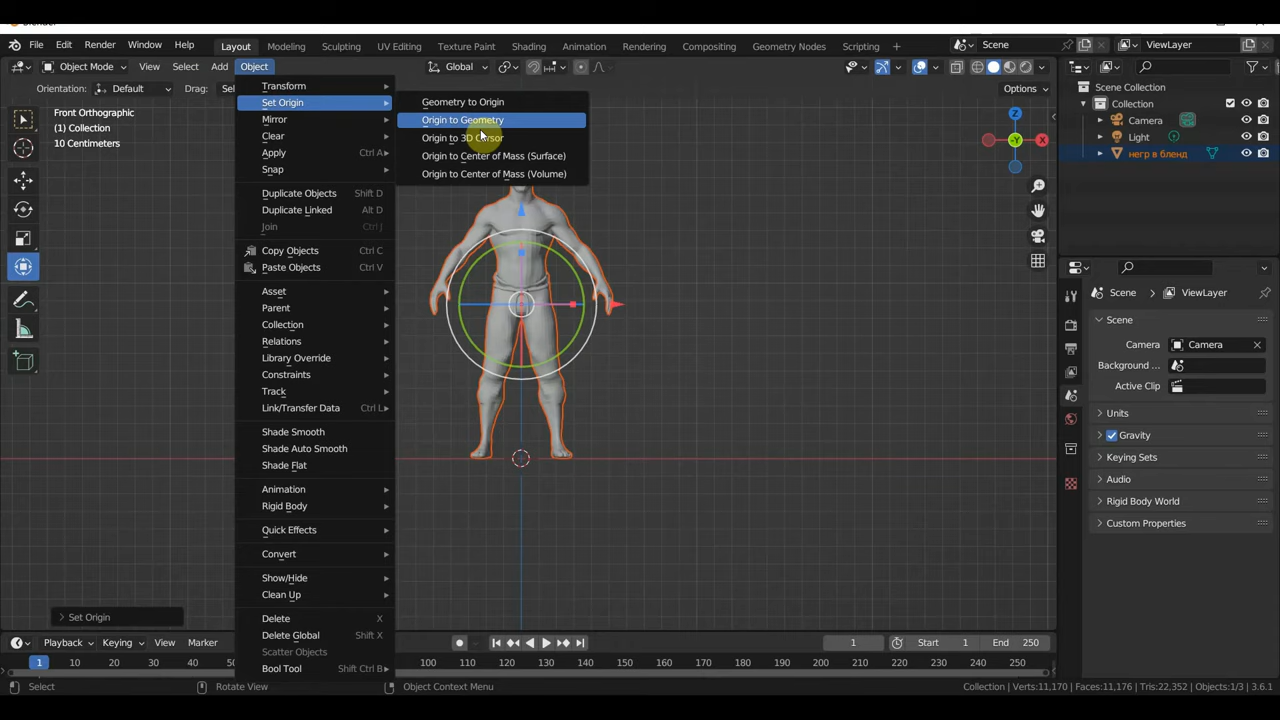 File Edit Render Window Help Layout Modeling Sculpting UV Editing Texture Paint Shading Animation Rendering Compositing Geometry Nodes Scripting + Scene ViewLayer
Object Mode View Select Add Object Global
Orientation: Default Drag: Options
Front Orthographic
(1) Collection
10 Centimeters
Transform
Set Origin
Mirror
Clear
Apply Ctrl A
Snap
Duplicate Objects Shift D
Duplicate Linked Alt D
Join Ctrl J
Copy Objects Ctrl C
Paste Objects Ctrl V
Asset
Parent
Collection
Relations
Library Override
Constraints
Track
Link/Transfer Data Ctrl L
Shade Smooth
Shade Auto Smooth
Shade Flat
Animation
Rigid Body
Quick Effects
Convert
Show/Hide
Clean Up
Delete X
Delete Global Shift X
Scatter Objects
Bool Tool Shift Ctrl B
Geometry to Origin
Origin to Geometry
Origin to 3D Cursor
Origin to Center of Mass (Surface)
Origin to Center of Mass (Volume)
Z
X
Y
Scene Collection
Collection
Camera
Light
негр в бленд
Scene ViewLayer
Scene
Camera Camera
Background ...
Active Clip
Units
Gravity
Keying Sets
Audio
Rigid Body World
Custom Properties
Set Origin
Playback Keying View Marker 1 Start 1 End 250
1 10 20 30 40 100 110 120 130 140 150 160 170 180 190 200 210 220 230 240 250
Select Rotate View Object Context Menu Collection | Verts:11,170 | Faces:11,176 | Tris:22,352 | Objects:1/3 | 3.6.1